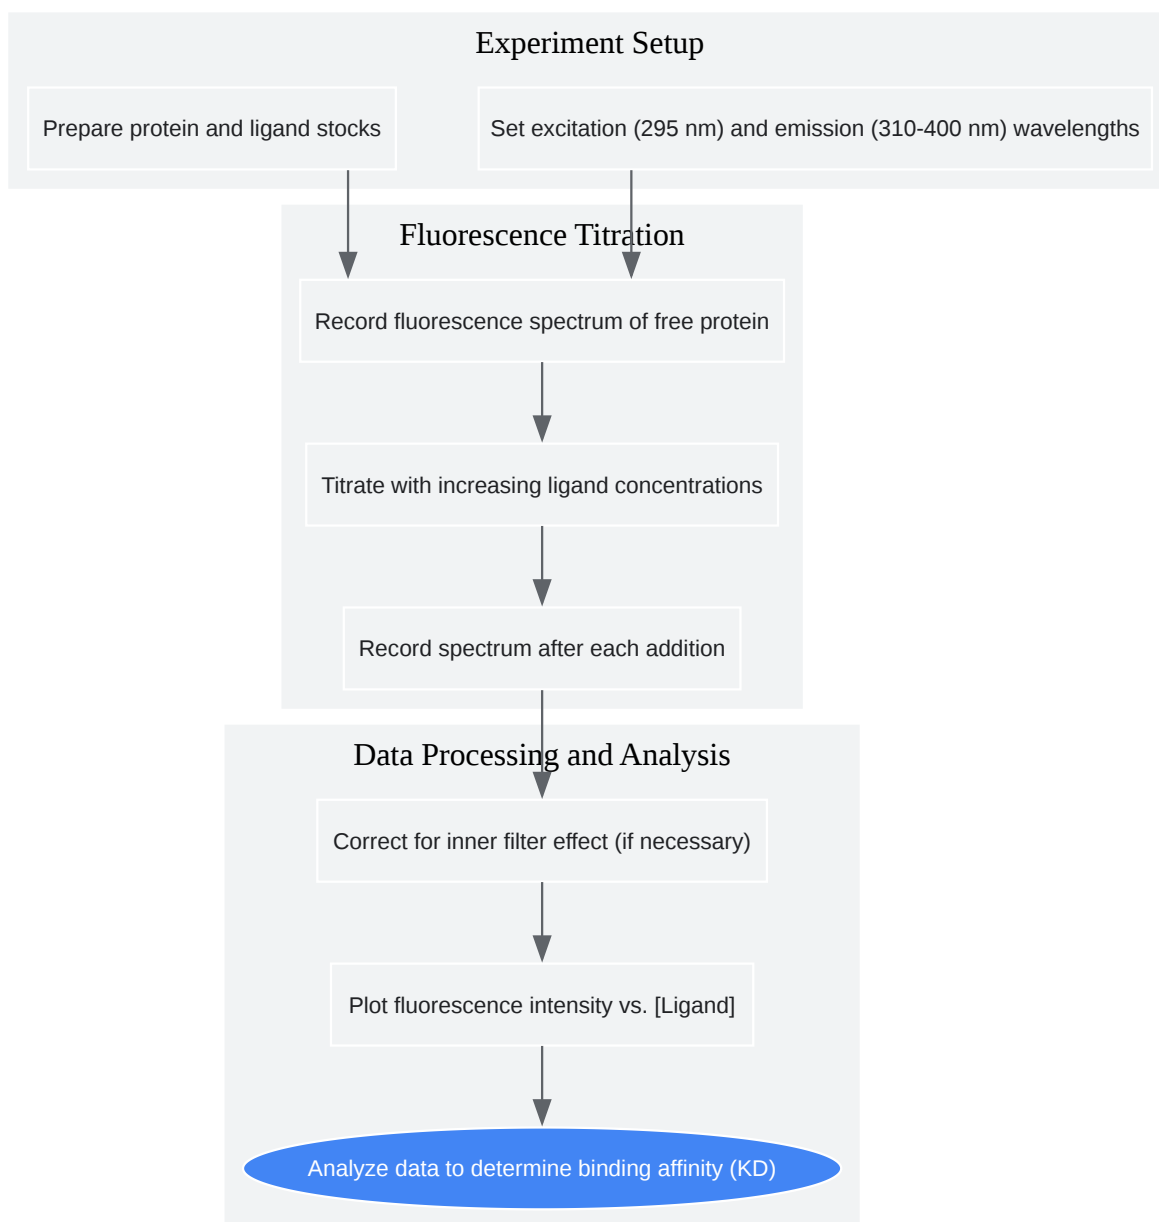 Experiment Setup
Prepare protein and ligand stocks
Set excitation (295 nm) and emission (310-400 nm) wavelengths
Fluorescence Titration
Record fluorescence spectrum of free protein
Titrate with increasing ligand concentrations
Record spectrum after each addition
Data Processing and Analysis
Correct for inner filter effect (if necessary)
Plot fluorescence intensity vs. [Ligand]
Analyze data to determine binding affinity (KD)